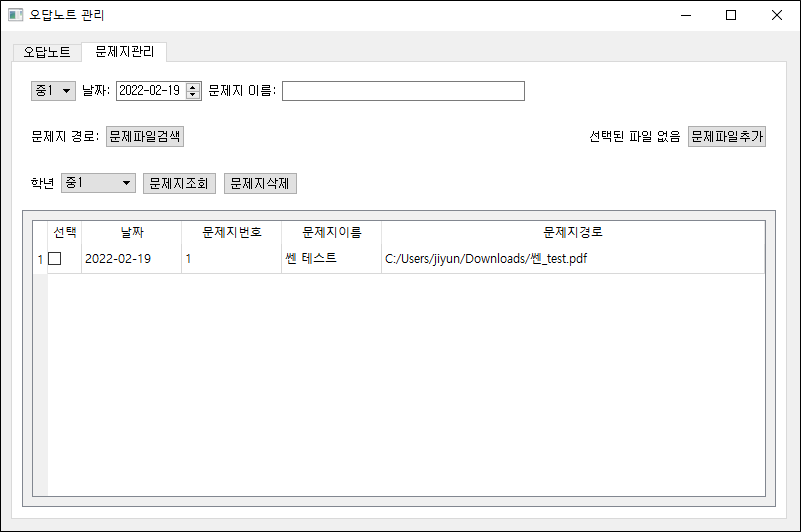 오답노트 관리
오답노트 문제지관리
중1 날짜: 2022-02-19 문제지 이름:
문제지 경로: 문제파일검색 선택된 파일 없음 문제파일추가
학년 중1 문제지조회 문제지삭제
선택 날짜 문제지번호 문제지이름 문제지경로
1 2022-02-19 1 쎈 테스트 C:/Users/jiyun/Downloads/쎈_test.pdf